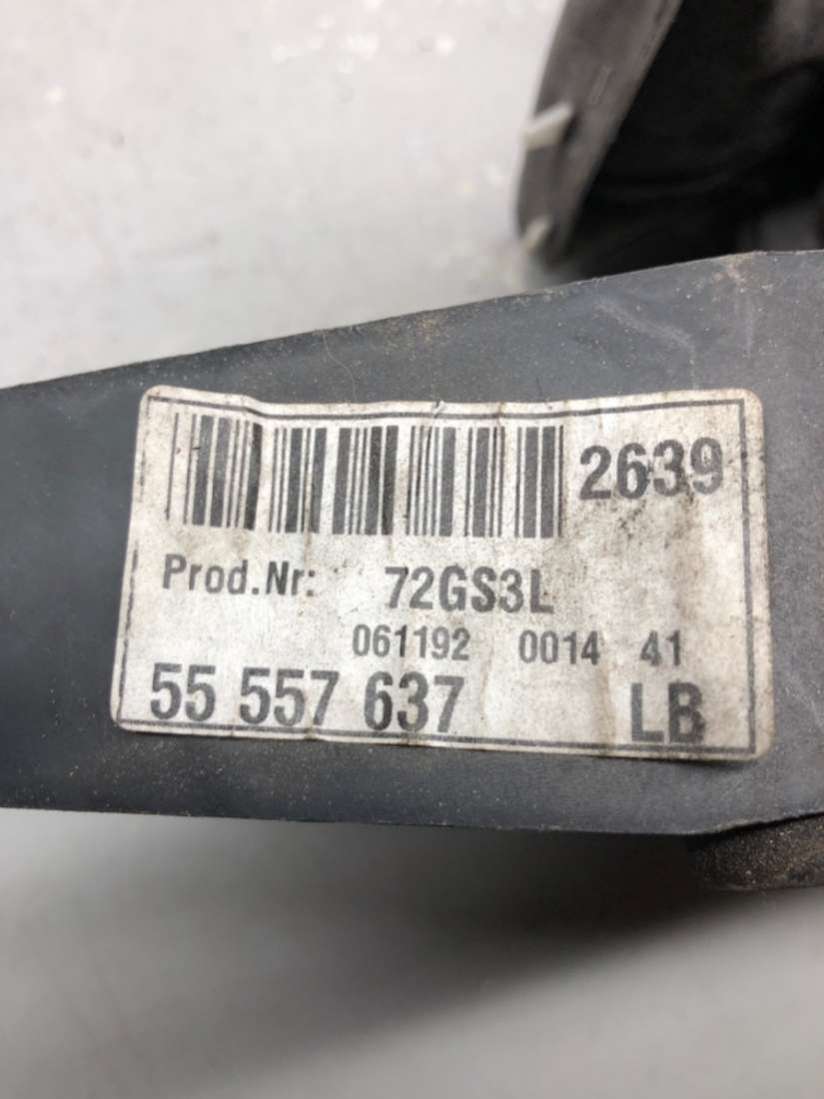 2639
Prod.Nr: 72GS3L
061192 0014 41
55 557 637 LB